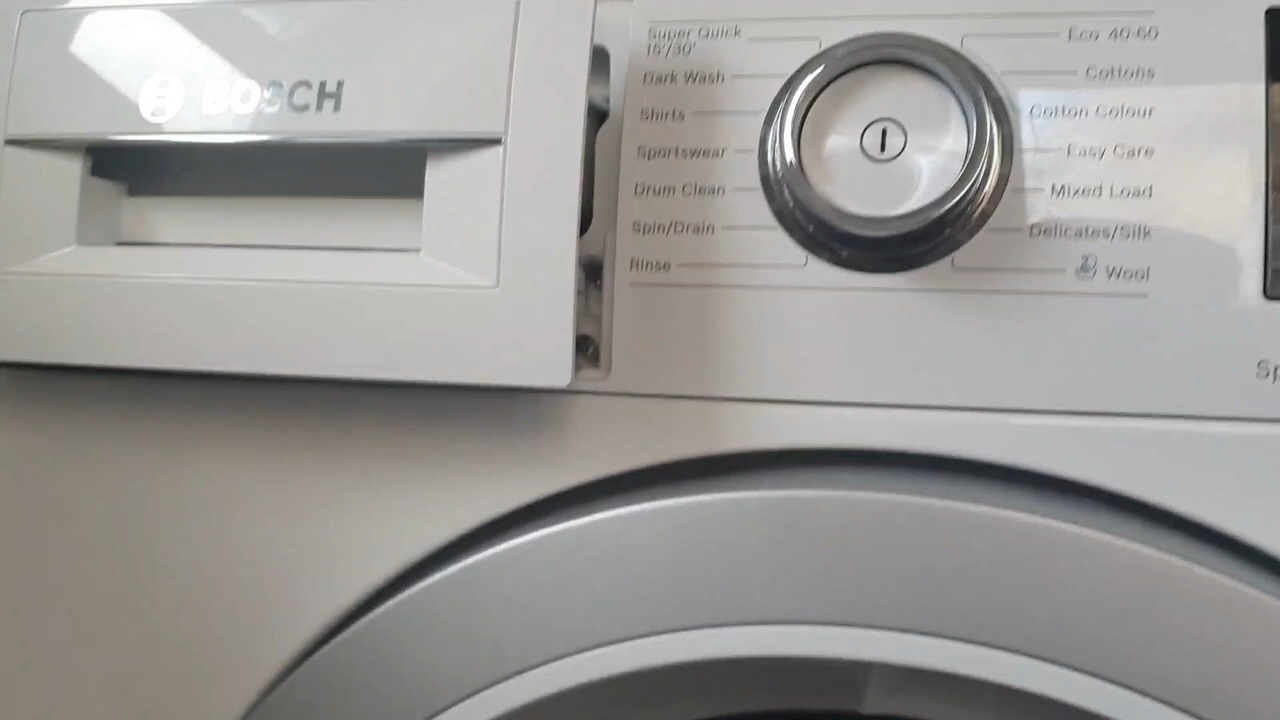 BOSCH
Super Quick
15'/30'
Dark Wash
Shirts
Sportswear
Drum Clean
Spin/Drain
Rinse
Eco 40-60
Cottons
Cotton Colour
Easy Care
Mixed Load
Delicates/Silk
Wool
Sp